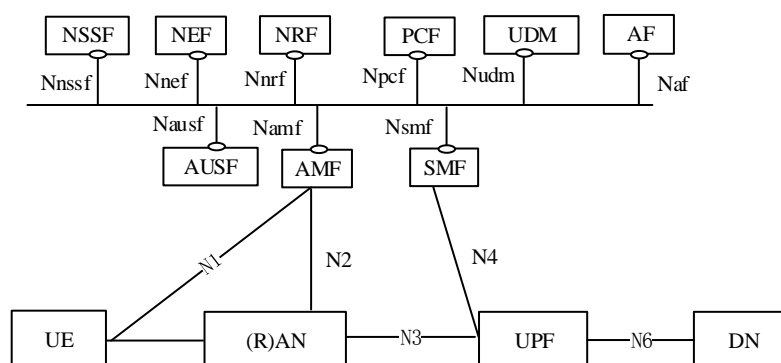 NSSF NEF NRF PCF UDM AF
Nnssf Nnef Nnrf Npcf Nudm Naf
Nausf Namf Nsmf
AUSF AMF SMF
N1 N2 N4
UE (R)AN N3 UPF N6 DN